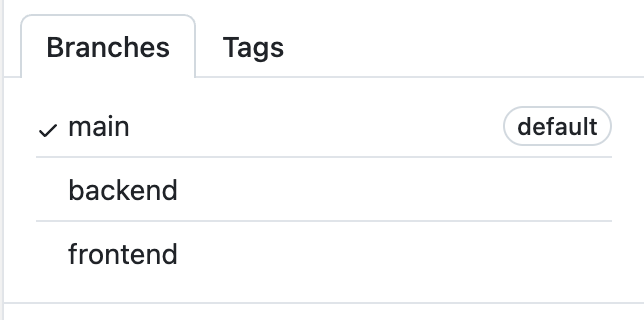 Branches Tags
main default
backend
frontend